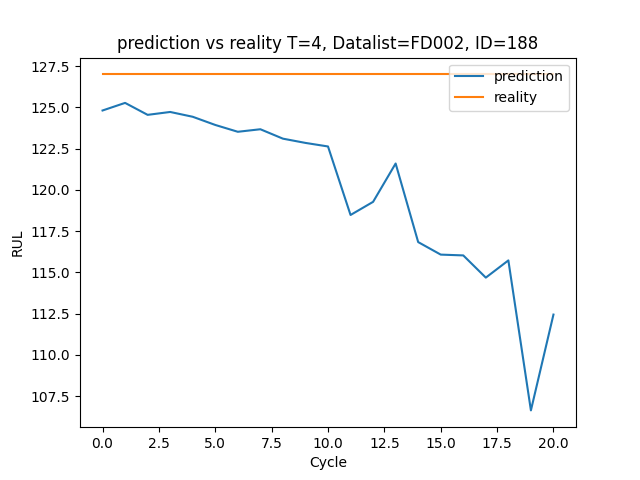 prediction vs reality T=4, Datalist=FD002, ID=188
127.5
125.0
122.5
120.0
117.5
115.0
112.5
110.0
107.5
RUL
prediction
reality
0.0 2.5 5.0 7.5 10.0 12.5 15.0 17.5 20.0
Cycle